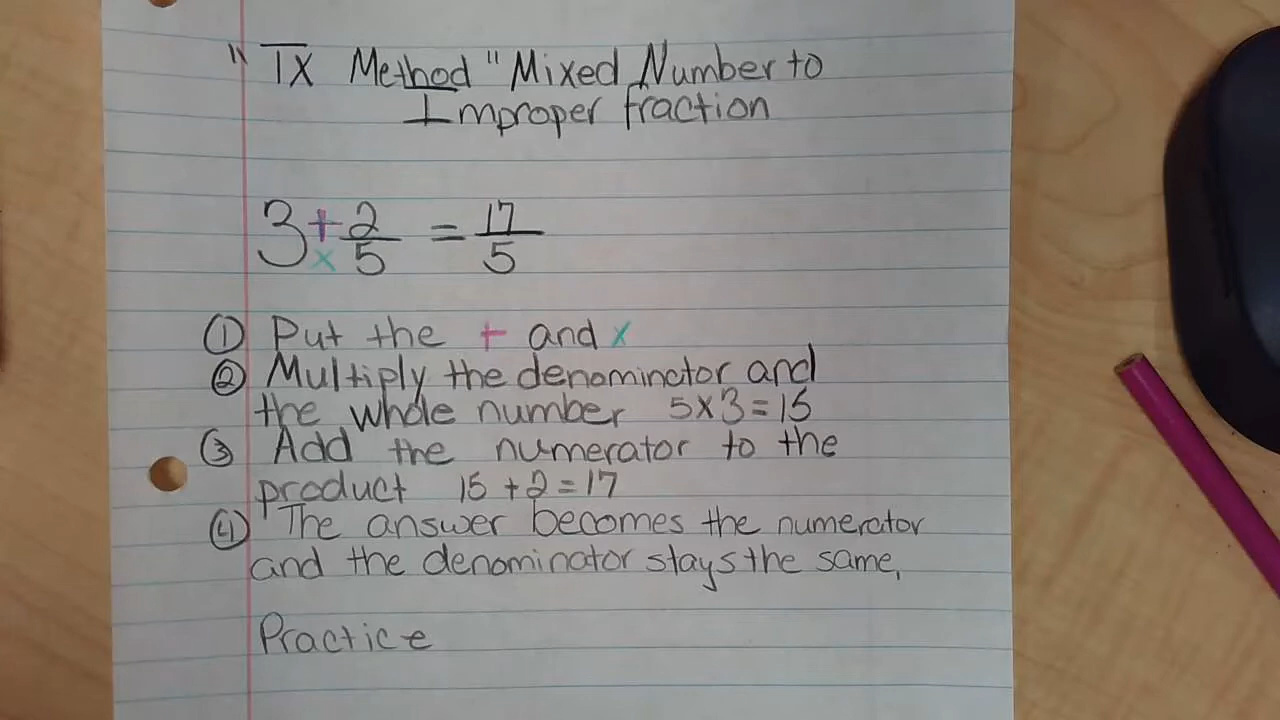 "TX Method" Mixed Number to
Improper fraction
3 + 2/5 = 17/5
x
① Put the + and x
② Multiply the denominator and
the whole number 5x3=15
③ Add the numerator to the
product 15+2=17
④ The answer becomes the numerator
and the denominator stays the same,
Practice